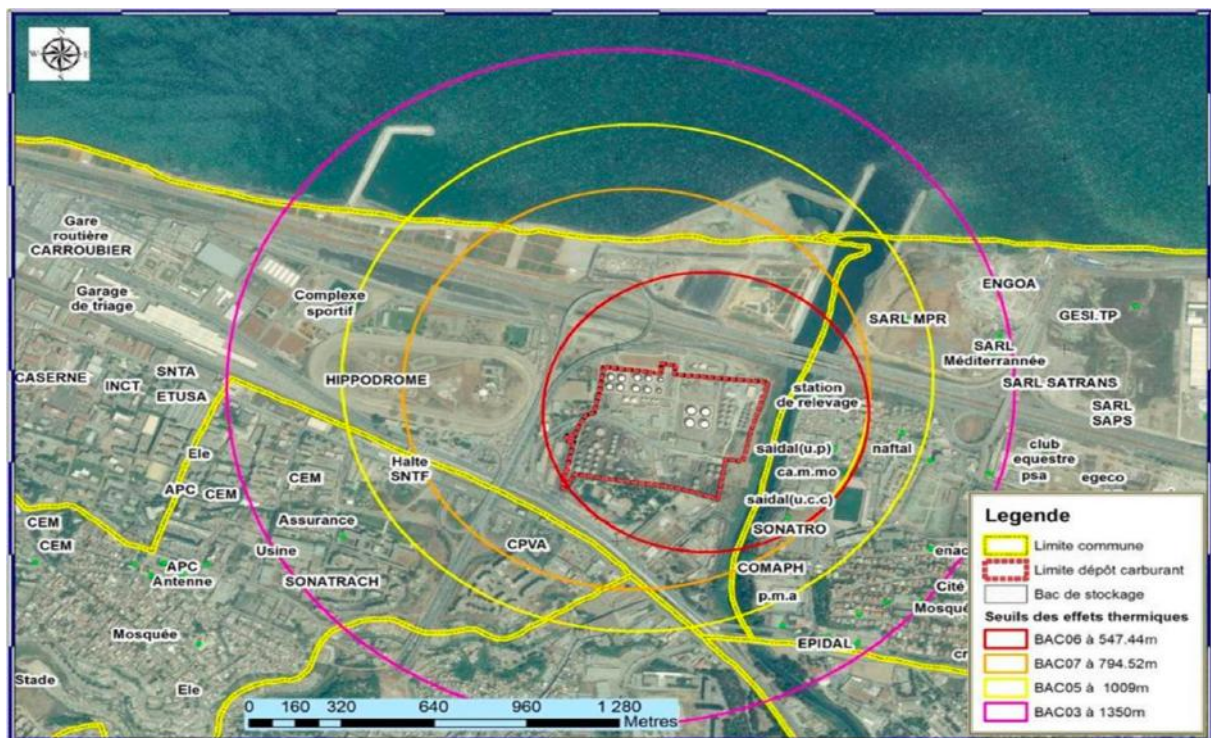 N
W
E
S
Gare
routière
CARROUBIER
Garage
de triage
Complexe
sportif
ENGOA
GESI.TP
SARL MPR
SARL
Méditerrannée
SARL SATRANS
SARL
SAPS
CASERNE
INCT
SNTA
ETUSA
HIPPODROME
station
de relevage
Ele
APC
CEM
CEM
Halte
SNTF
saidal(u.p)
naftal
ca.m.mo
saidal(u.c.c)
SONATRO
club
equestre
psa
egeco
CEM
CEM
Assurance
Usine
CPVA
COMAPH
APC
Antenne
SONATRACH
p.m.a
enac
Cité
Mosqué
Mosquée
EPIDAL
cr
Stade
Ele
0 160 320 640 960 1 280
Metres
Legende
Limite commune
Limite dépôt carburant
Bac de stockage
Seuils des effets thermiques
BAC06 à 547.44m
BAC07 à 794.52m
BAC05 à 1009m
BAC03 à 1350m